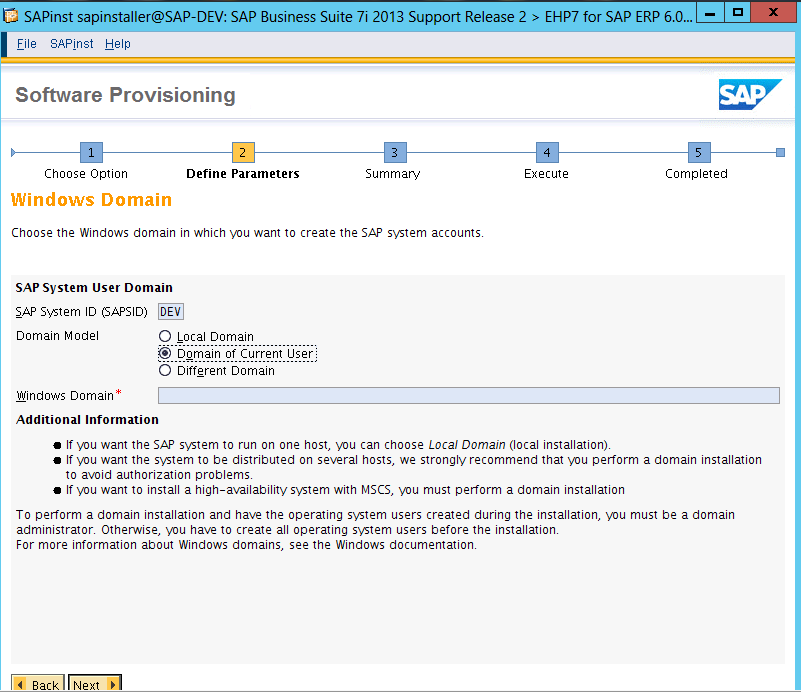 SAPinst sapinstaller@SAP-DEV: SAP Business Suite 7i 2013 Support Release 2 > EHP7 for SAP ERP 6.0...
File SAPinst Help
Software Provisioning
SAP
1 2 3 4 5
Choose Option Define Parameters Summary Execute Completed
Windows Domain
Choose the Windows domain in which you want to create the SAP system accounts.
SAP System User Domain
SAP System ID (SAPSID) DEV
Domain Model Local Domain
Domain of Current User
Different Domain
Windows Domain*
Additional Information
● If you want the SAP system to run on one host, you can choose Local Domain (local installation).
● If you want the system to be distributed on several hosts, we strongly recommend that you perform a domain installation
to avoid authorization problems.
● If you want to install a high-availability system with MSCS, you must perform a domain installation
To perform a domain installation and have the operating system users created during the installation, you must be a domain
administrator. Otherwise, you have to create all operating system users before the installation.
For more information about Windows domains, see the Windows documentation.
Back Next